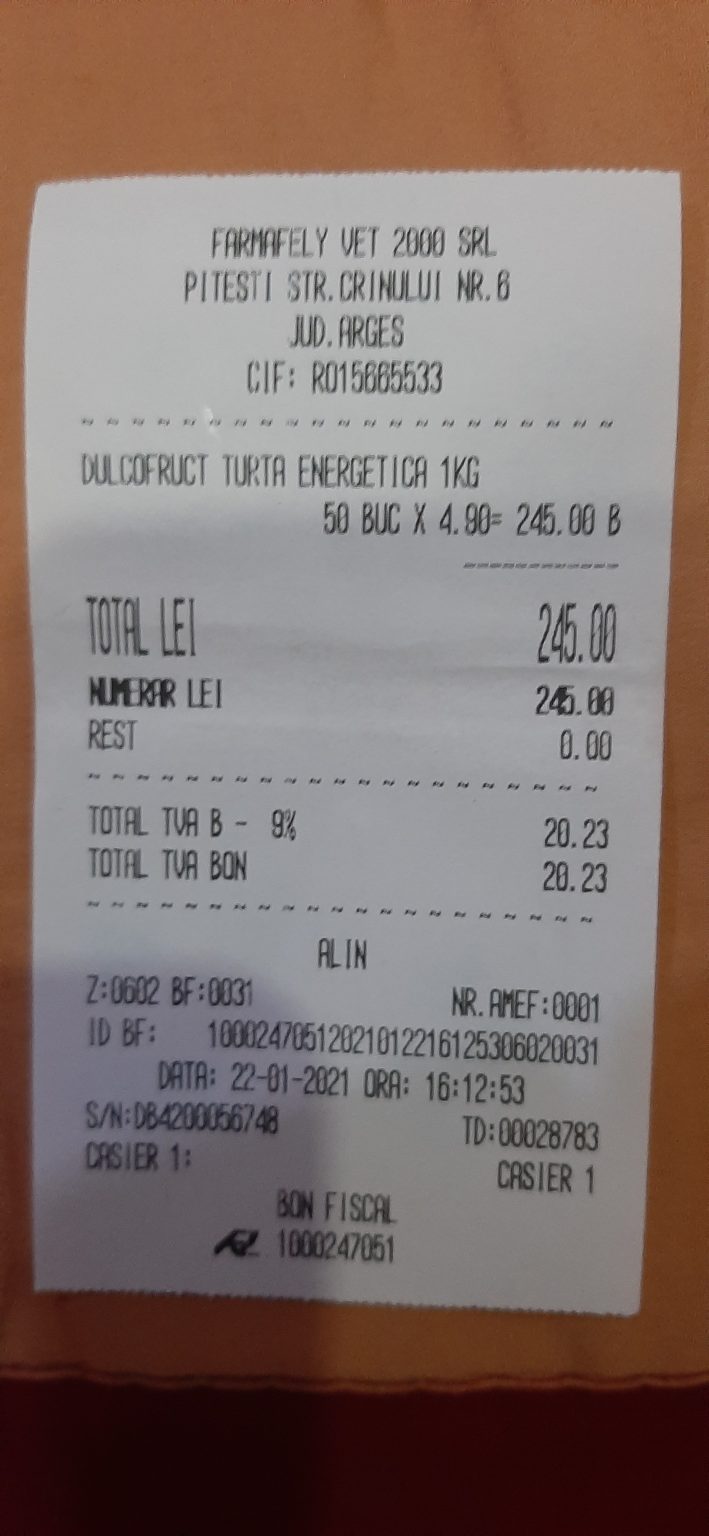 FARMAFELY VET 2000 SRL
PITESTI STR.CRINULUI NR.6
JUD.ARGES
CIF: RO15665533
DULCOFRUCT TURTA ENERGETICA 1KG
50 BUC X 4.90= 245.00 B
TOTAL LEI 245.00
NUMERAR LEI 245.00
REST 0.00
TOTAL TVA B - 9% 20.23
TOTAL TVA BON 20.23
ALIN
Z:0602 BF:0031 NR.AMEF:0001
ID BF: 10002470512021012216125306020031
DATA: 22-01-2021 ORA: 16:12:53
S/N:DB4200056748 TD:00028783
CASIER 1: CASIER 1
BON FISCAL
1000247051